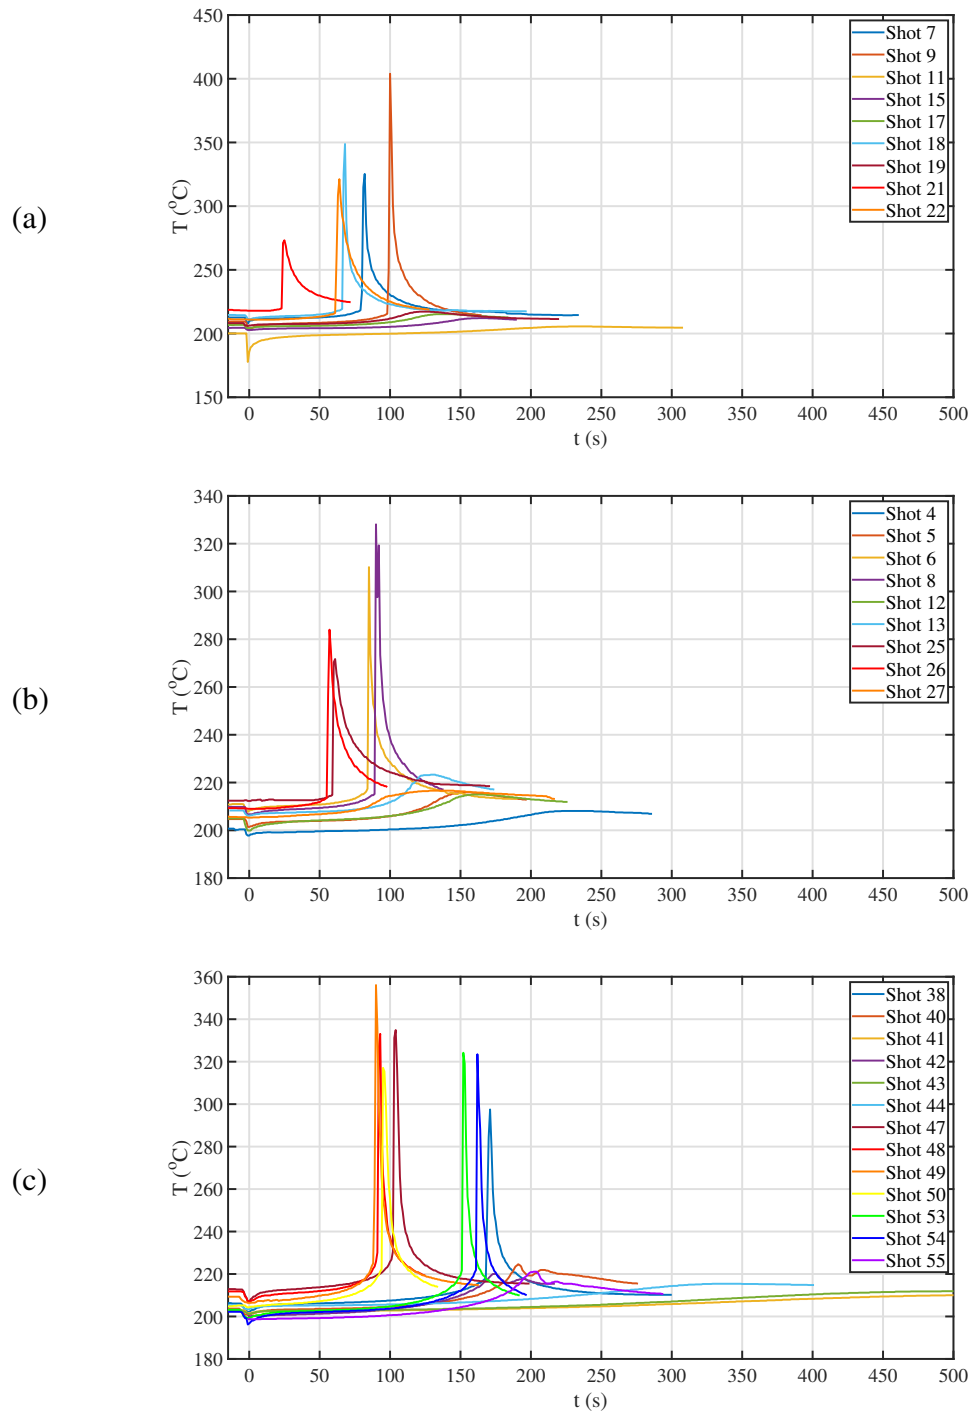 (a)
T (°C)
450
400
350
300
250
200
150
0 50 100 150 200 250 300 350 400 450 500
t (s)
Shot 7
Shot 9
Shot 11
Shot 15
Shot 17
Shot 18
Shot 19
Shot 21
Shot 22
(b)
T (°C)
340
320
300
280
260
240
220
200
180
0 50 100 150 200 250 300 350 400 450 500
t (s)
Shot 4
Shot 5
Shot 6
Shot 8
Shot 12
Shot 13
Shot 25
Shot 26
Shot 27
(c)
T (°C)
360
340
320
300
280
260
240
220
200
180
0 50 100 150 200 250 300 350 400 450 500
t (s)
Shot 38
Shot 40
Shot 41
Shot 42
Shot 43
Shot 44
Shot 47
Shot 48
Shot 49
Shot 50
Shot 53
Shot 54
Shot 55